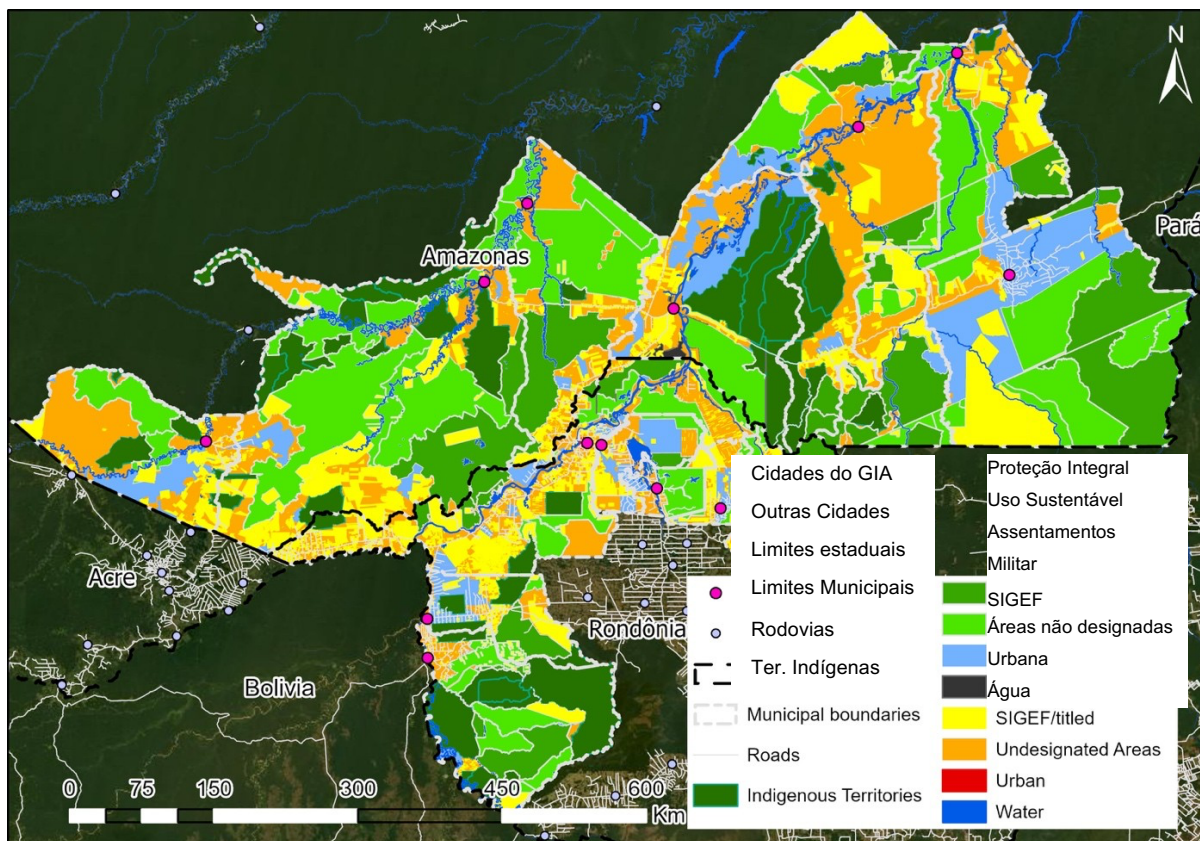 N
Pará
Amazonas
Acre
Rondônia
Bolivia
0 75 150 300 450 600
Km
Cidades do GIA
Outras Cidades
Limites estaduais
Limites Municipais
Rodovias
Ter. Indígenas
Municipal boundaries
Roads
Indigenous Territories
Proteção Integral
Uso Sustentável
Assentamentos
Militar
SIGEF
Áreas não designadas
Urbana
Água
SIGEF/titled
Undesignated Areas
Urban
Water